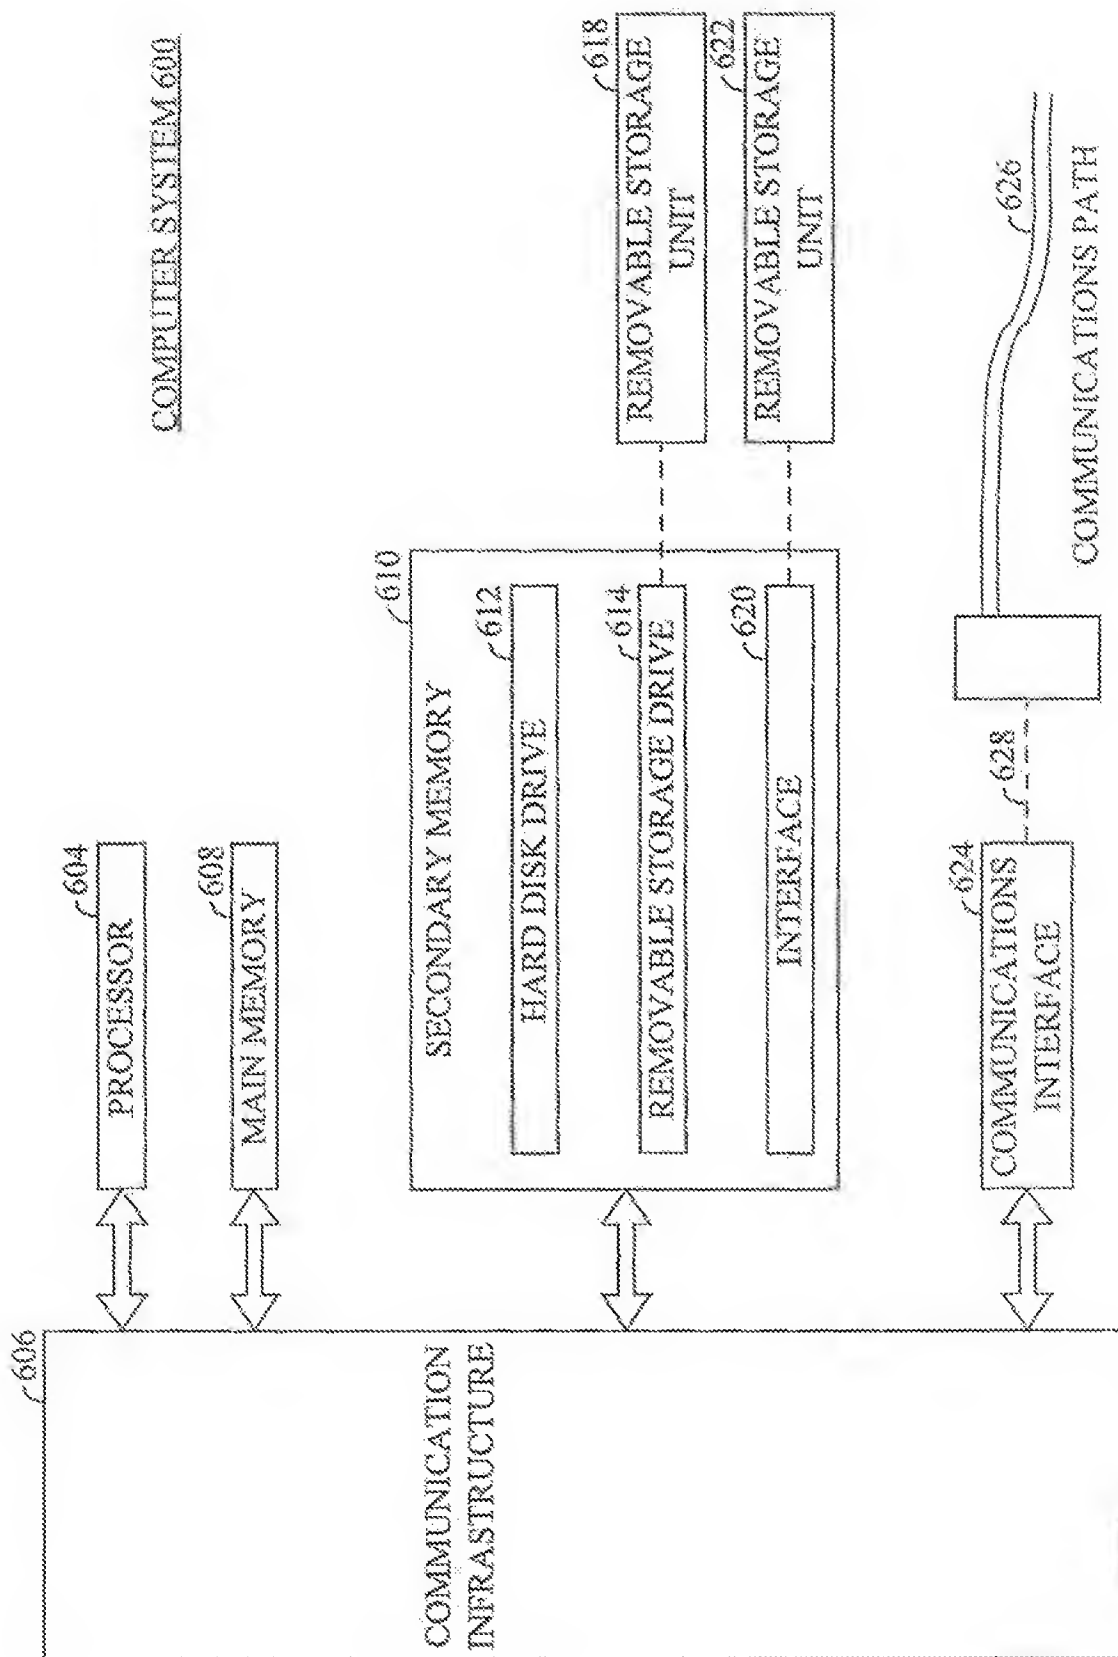 COMPUTER SYSTEM 600
606
COMMUNICATION
INFRASTRUCTURE
604
PROCESSOR
608
MAIN MEMORY
610
SECONDARY MEMORY
612
HARD DISK DRIVE
614
REMOVABLE STORAGE DRIVE
620
INTERFACE
618
REMOVABLE STORAGE
UNIT
622
REMOVABLE STORAGE
UNIT
624
COMMUNICATIONS
INTERFACE
628
626
COMMUNICATIONS PATH